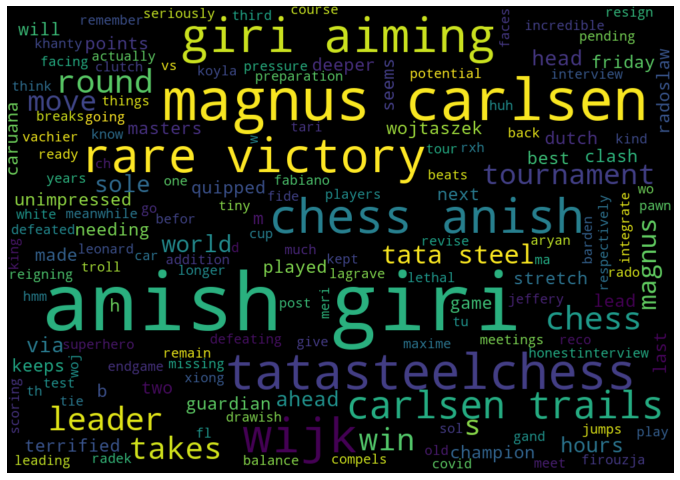 remember seriously third course
khanty will giri aiming faces incredible resign pending
facing points deeper head friday
actually clutch vs koyla pressure seems interview
round magnus carlsen potential
think preparation huh radoslaw
caruana move things masters tari w back kind
breaks going wojtaszek dutch clash
vachier know rare victory tour rxh best
ready ch beats tournament
years one fide fabiano players
unimpressed sole quipped tiny next wo
white meanwhile go befor m chess anish aryan pawn
needing defeated world cup much revise tata steel barden respectively integrate rado magnus
king leonard car d
reigning made addition kept ma
troll longer played lagrave lethal stretch
hmm h anish giri post meri game jeffery lead
via superhero tu chess last
keeps woj endgame missing defeating give maxime meetings honestinterview reco
th test remain xiong tatasteelchess
scoring tie two b guardian ahead carlsen trails
leader fl drawish wijk win s
terrified takes sol gand jumps play
leading radek balance compels old covid champion hours meet firouzja